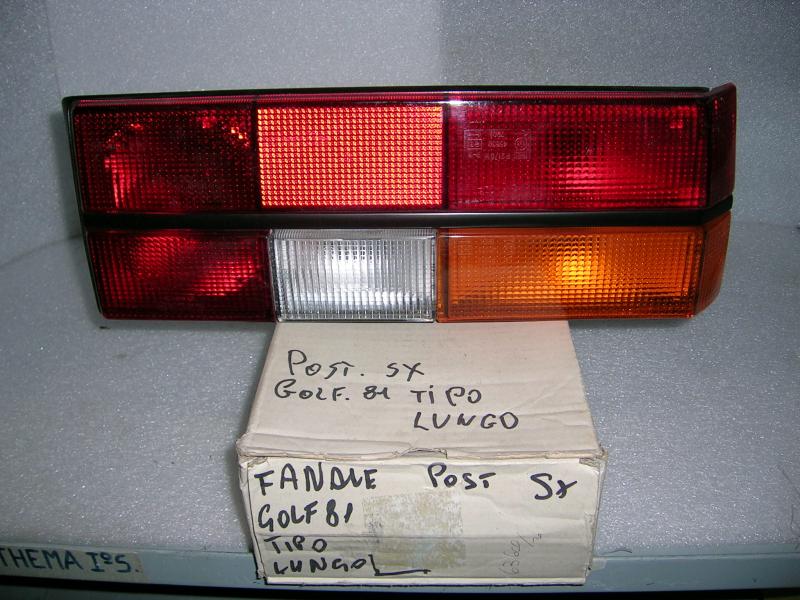 POST. SX
GOLF. 81 TIPO
LUNGO
FANALE POST SX
GOLF 81
TIPO
LUNGO
THEMA I°S.